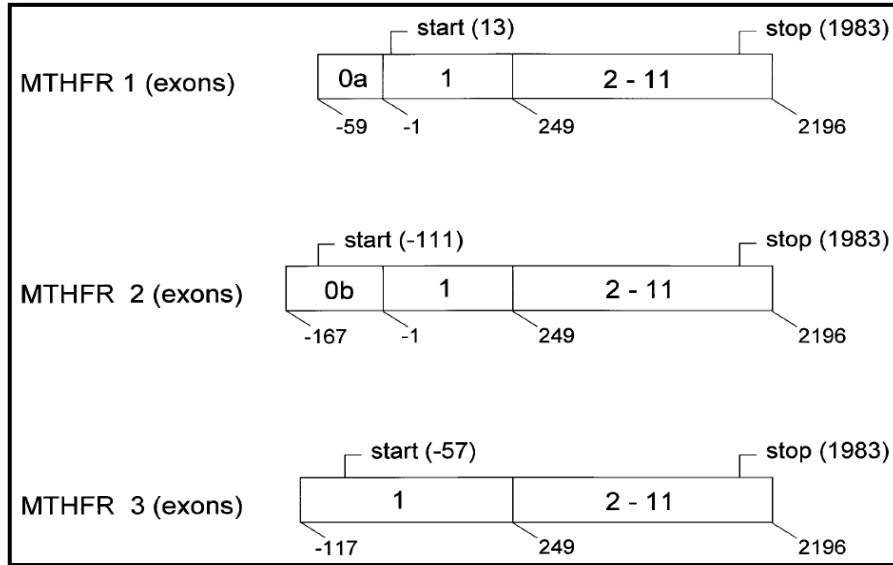 start (13)
stop (1983)
MTHFR 1 (exons)
0a
1
2 - 11
-59
-1
249
2196
start (-111)
stop (1983)
MTHFR 2 (exons)
0b
1
2 - 11
-167
-1
249
2196
start (-57)
stop (1983)
MTHFR 3 (exons)
1
2 - 11
-117
249
2196